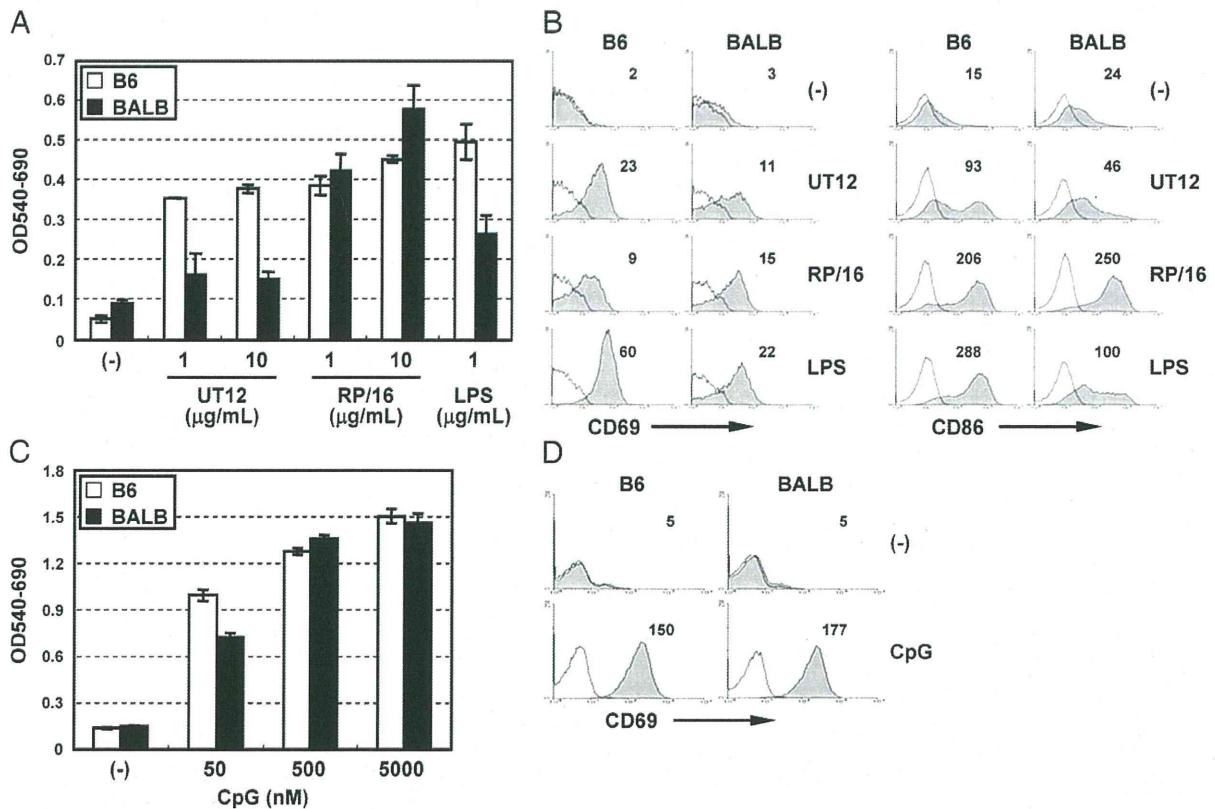 A
OD540-690
0.7
0.6
0.5
0.4
0.3
0.2
0.1
0
B6
BALB
(-) 1 10 1 10 1
UT12 RP/16 LPS
(μg/mL) (μg/mL) (μg/mL)
B
B6 BALB B6 BALB
2 3 (-) 15 24 (-)
23 11 UT12 93 46 UT12
9 15 RP/16 206 250 RP/16
60 22 LPS 288 100 LPS
CD69 CD86
C
OD540-690
1.8
1.5
1.2
0.9
0.6
0.3
0
B6
BALB
(-) 50 500 5000
CpG (nM)
D
B6 BALB
5 5 (-)
150 177 CpG
CD69